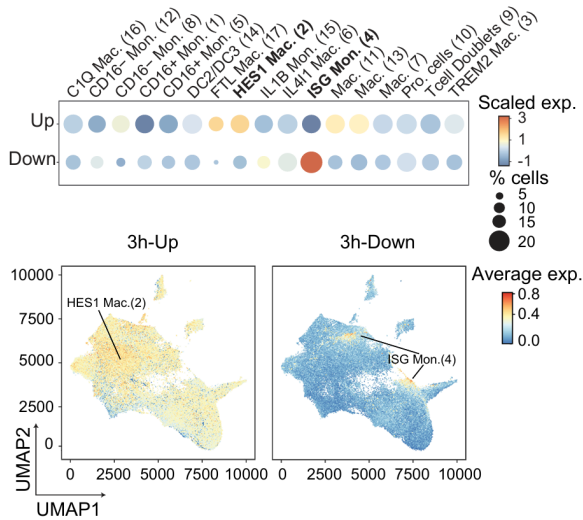 C1Q Mac. (16)
CD16− Mon. (12)
CD16− Mon. (8)
CD16+ Mon. (1)
CD16+ Mon. (5)
DC2/DC3 (14)
FTL Mac. (17)
HES1 Mac. (2)
IL1B Mon. (15)
IL4I1 Mac. (6)
ISG Mon. (4)
Mac. (11)
Mac. (13)
Mac. (7)
Pro. cells (10)
Tcell Doublets (9)
TREM2 Mac. (3)
Up
Down
Scaled exp.
3
1
-1
% cells
5
10
15
20
3h-Up
3h-Down
Average exp.
0.8
0.4
0.0
10000
7500
5000
2500
0
HES1 Mac.(2)
ISG Mon.(4)
0 2500 5000 7500 10000
0 2500 5000 7500 10000
UMAP2
UMAP1